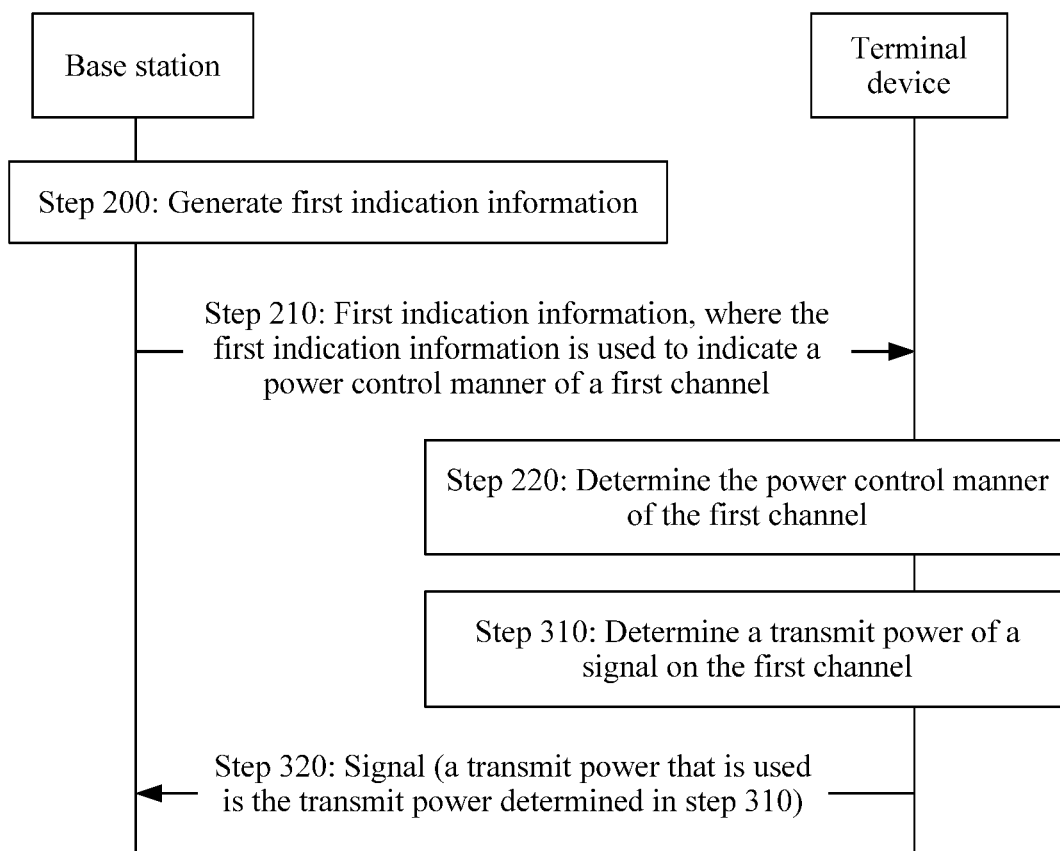 Base station
Terminal
device
Step 200: Generate first indication information
Step 210: First indication information, where the
first indication information is used to indicate a
power control manner of a first channel
Step 220: Determine the power control manner
of the first channel
Step 310: Determine a transmit power of a
signal on the first channel
Step 320: Signal (a transmit power that is used
is the transmit power determined in step 310)